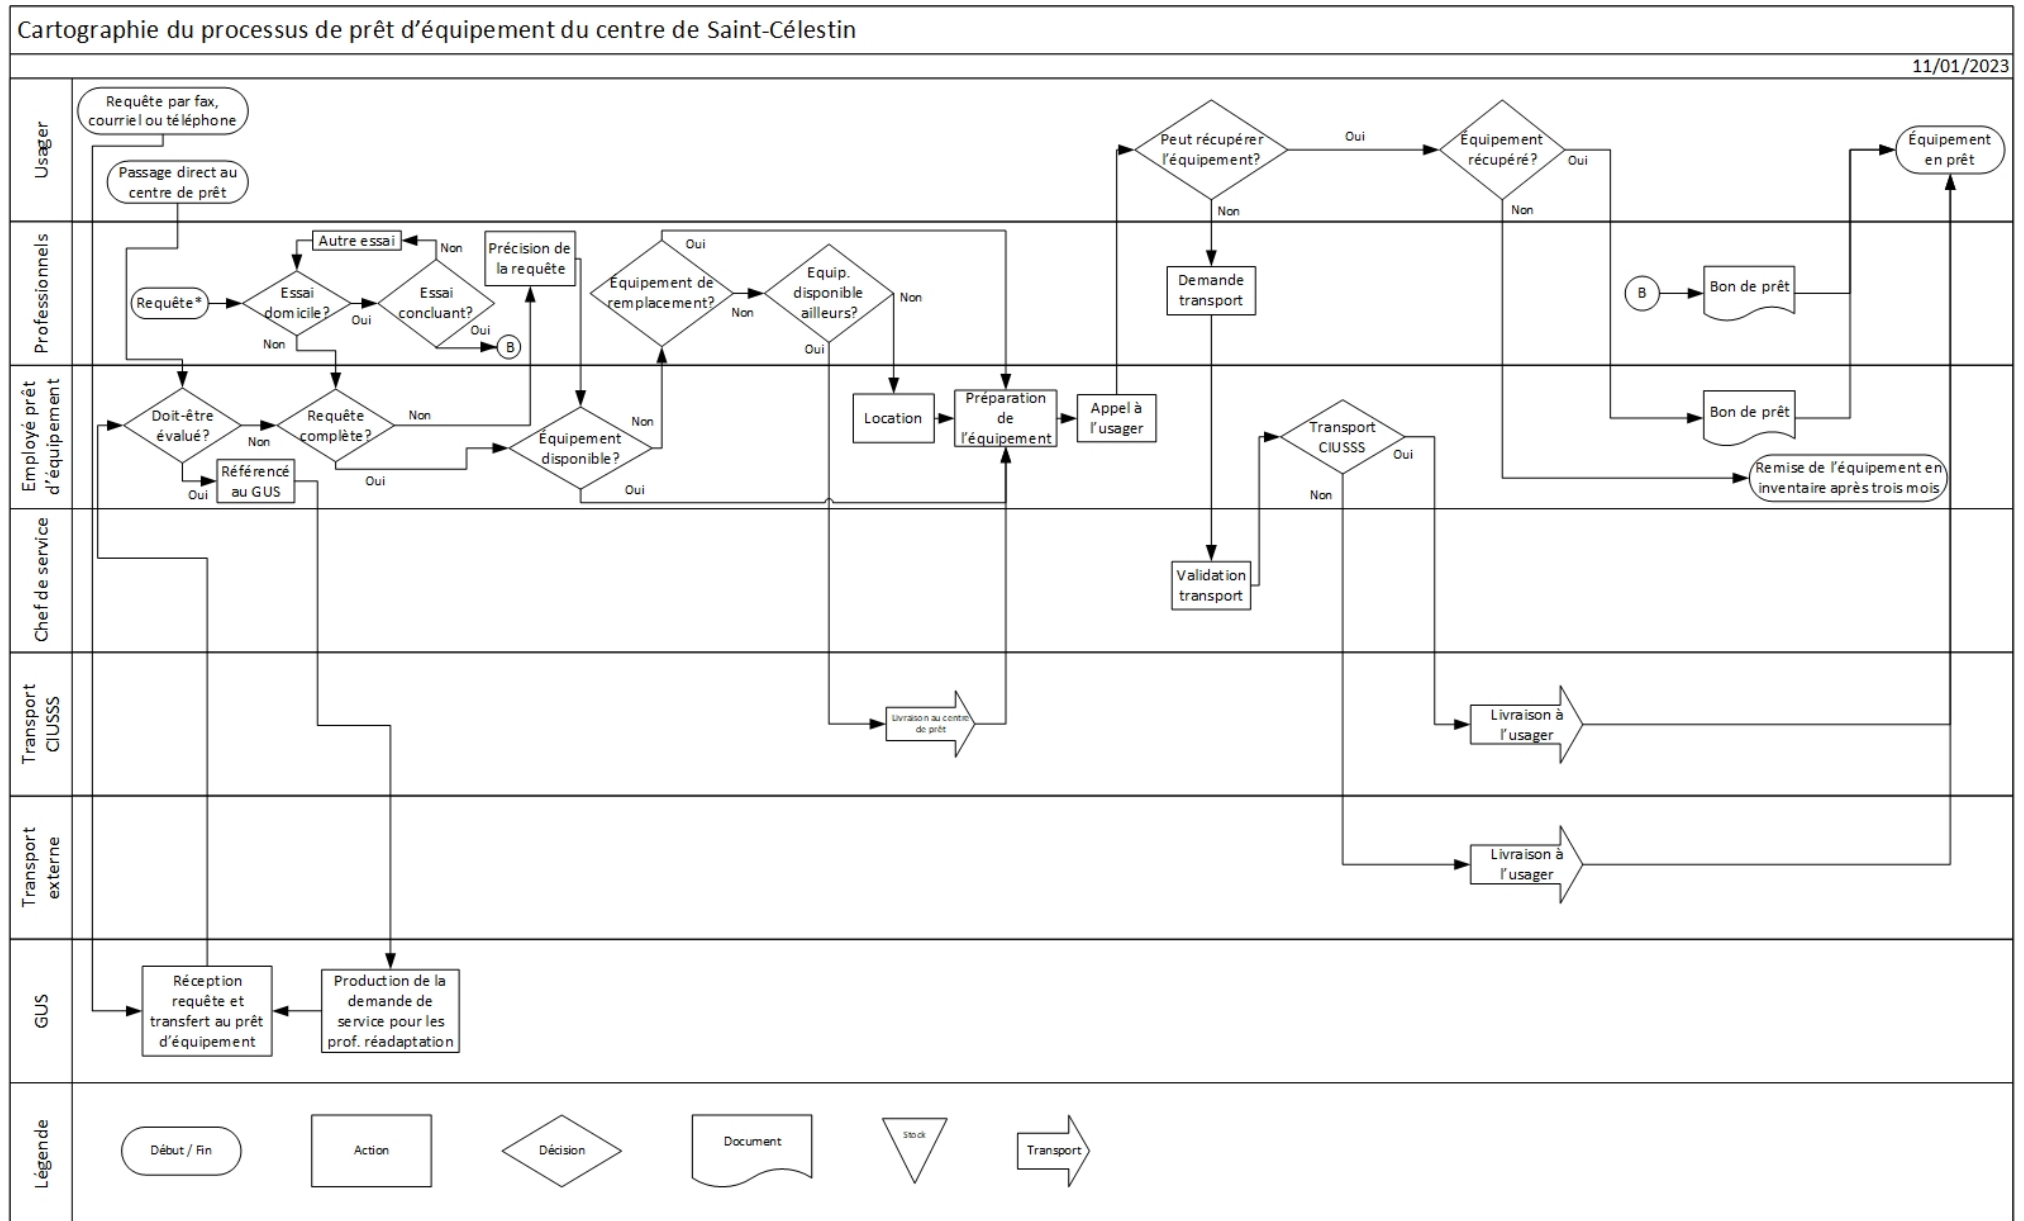 Cartographie du processus de prêt d'équipement du centre de Saint-Célestin
11/01/2023
Usager
Requête par fax,
courriel ou téléphone
Passage direct au
centre de prêt
Peut récupérer
l'équipement?
Oui
Non
Équipement
récupéré?
Oui
Non
Équipement
en prêt
Professionnels
Requête*
Autre essai
Essai
domicile?
Oui
Non
Essai
concluant?
Non
Oui
B
Précision de
la requête
Équipement de
remplacement?
Oui
Non
Equip.
disponible
ailleurs?
Non
Oui
Demande
transport
B
Bon de prêt
Employé prêt
d'équipement
Doit-être
évalué?
Non
Oui
Référencé
au GUS
Requête
complète?
Non
Oui
Équipement
disponible?
Non
Oui
Location
Préparation
de
l'équipement
Appel à
l'usager
Transport
CIUSSS
Oui
Non
Bon de prêt
Remise de l'équipement en
inventaire après trois mois
Chef de service
Validation
transport
Transport
CIUSSS
Livraison au centre
de prêt
Livraison à
l'usager
Transport
externe
Livraison à
l'usager
GUS
Réception
requête et
transfert au prêt
d'équipement
Production de la
demande de
service pour les
prof. réadaptation
Légende
Début / Fin
Action
Décision
Document
Stock
Transport